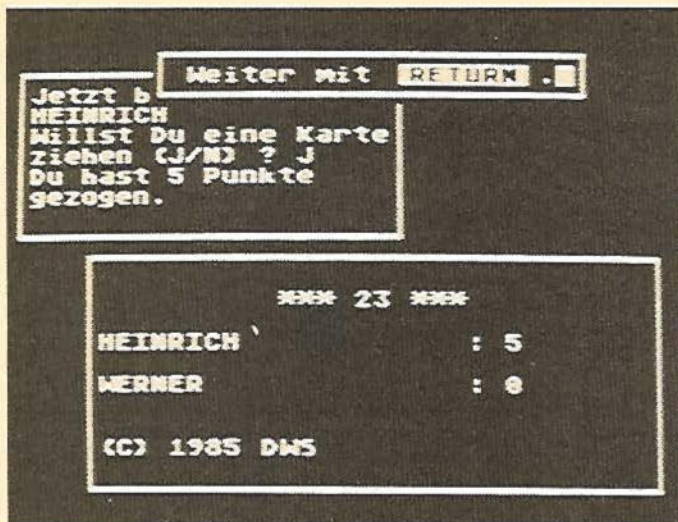 Weiter mit RETURN .
Jetzt b
HEINRICH
Willst Du eine Karte
ziehen (J/N) ? J
Du hast 5 Punkte
gezogen.
*** 23 ***
HEINRICH : 5
WERNER : 0
(C) 1985 DWS